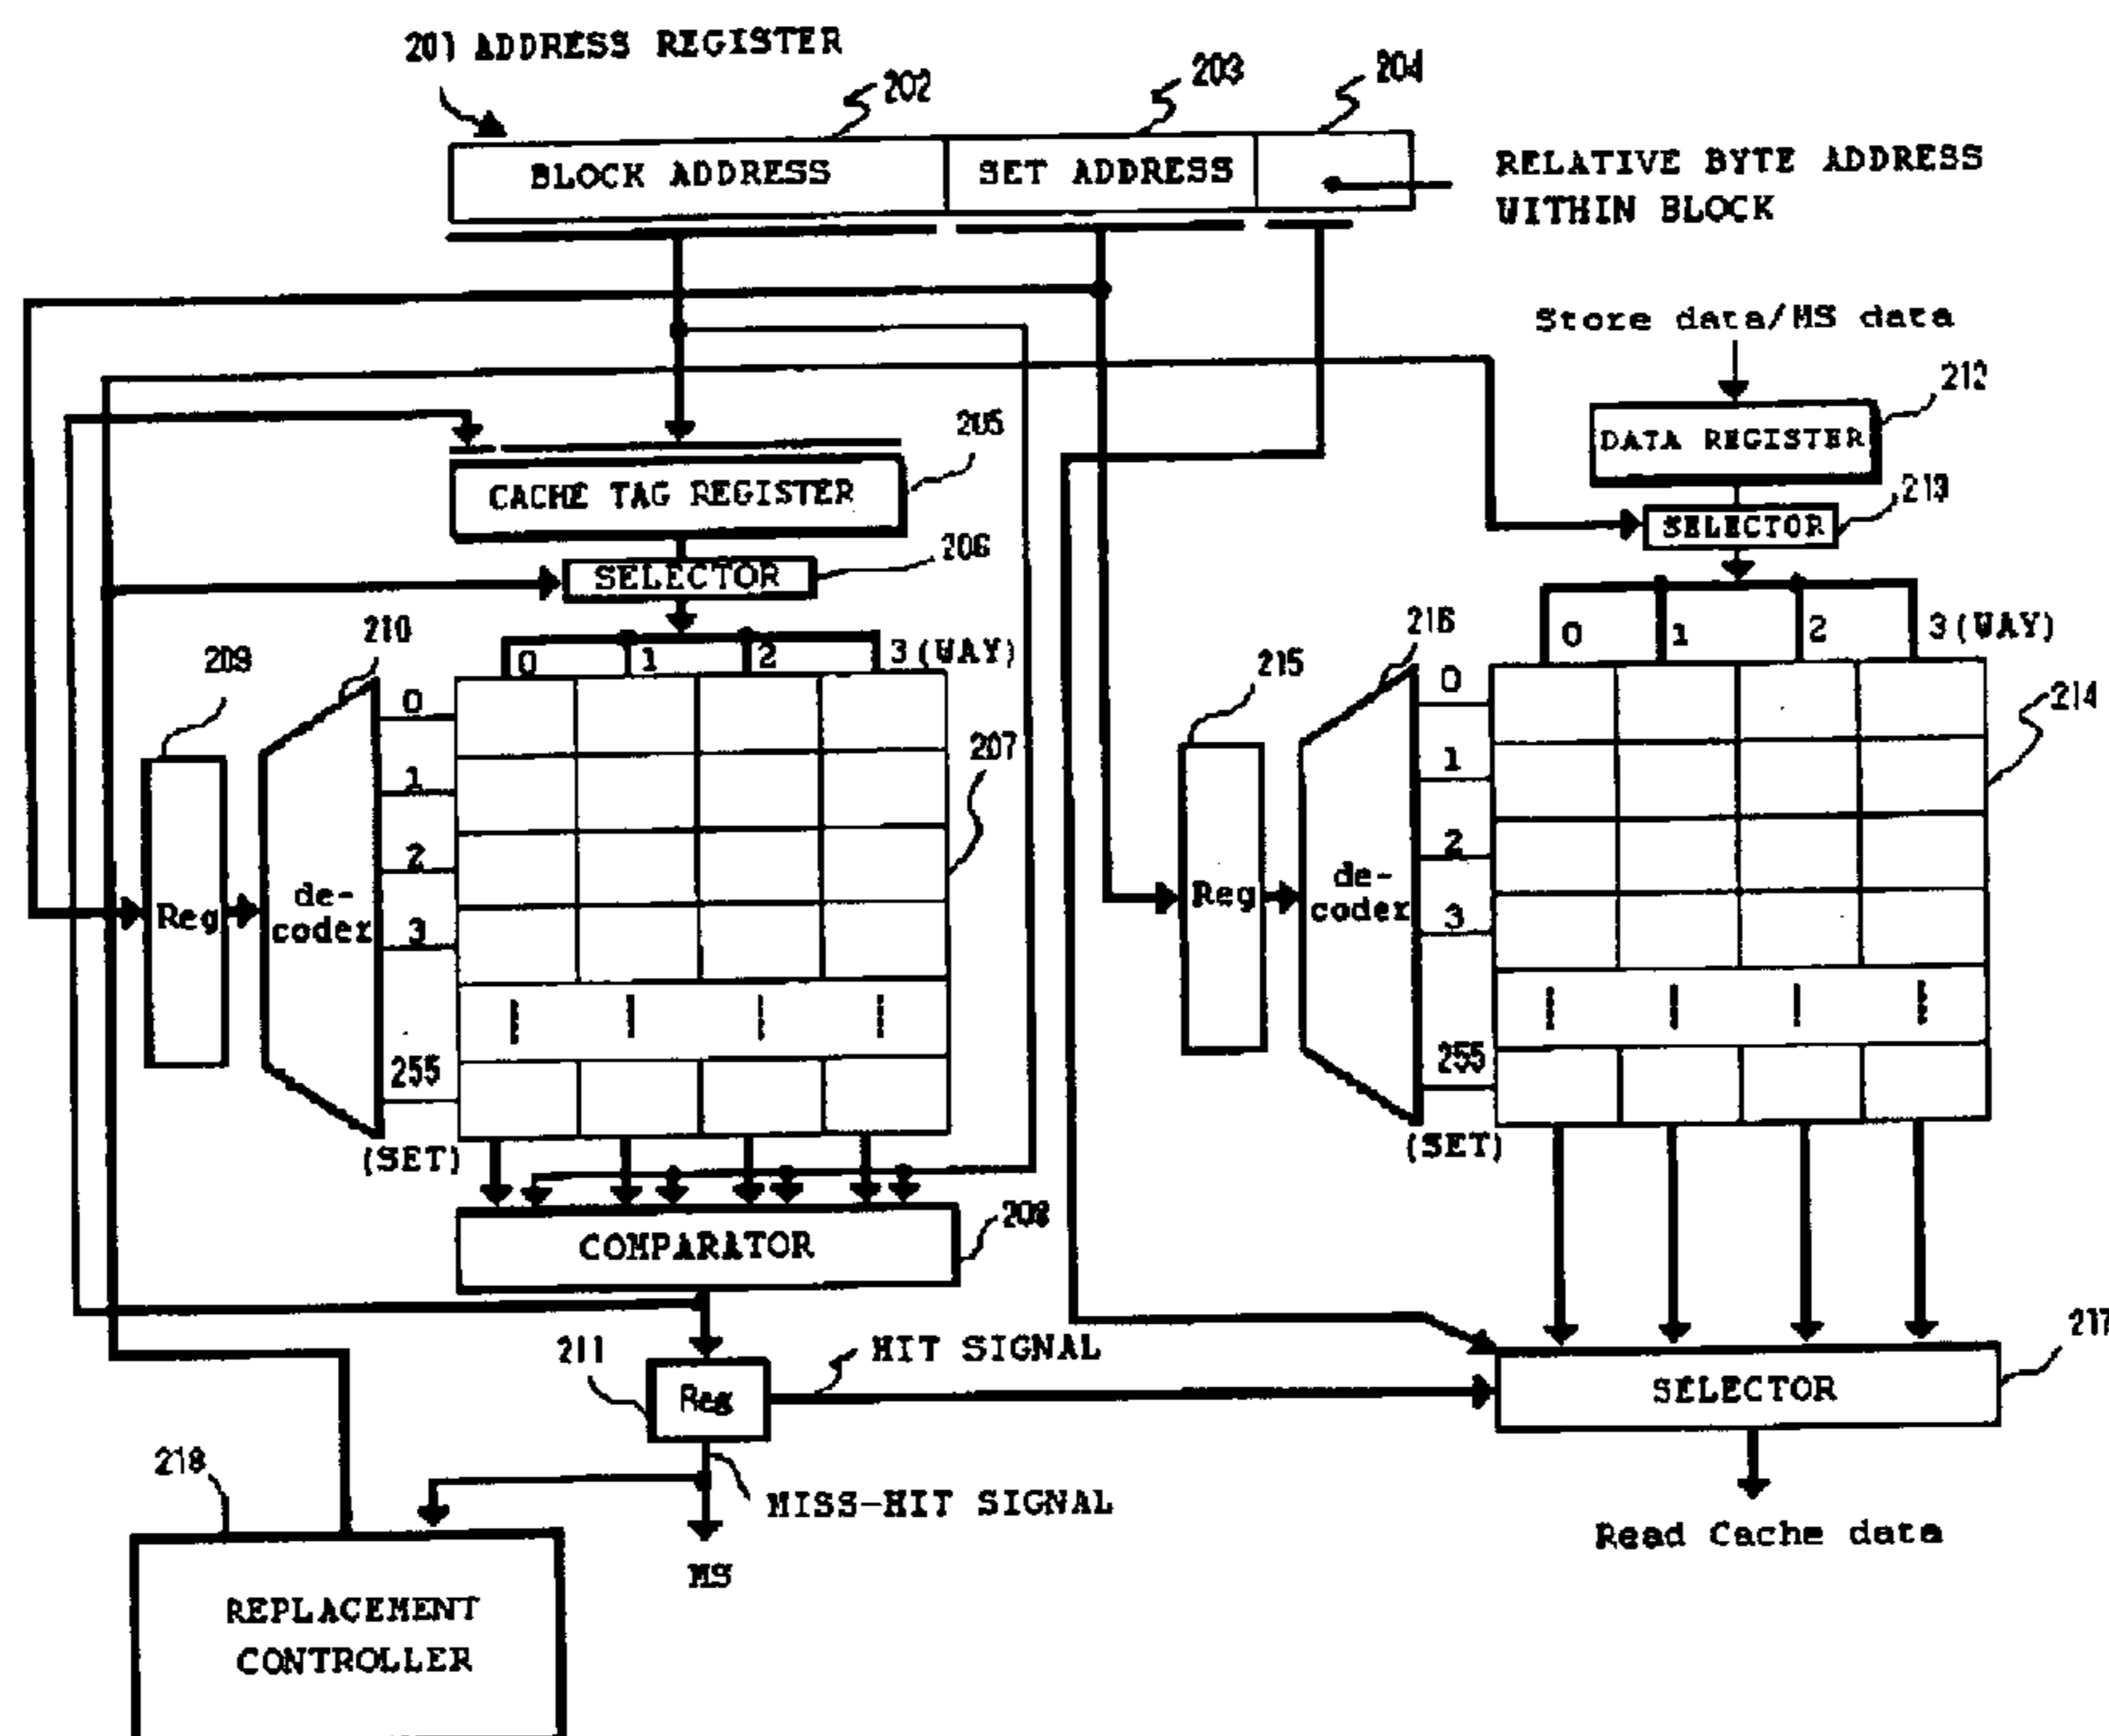 201 ADDRESS REGISTER
202
203
204
BLOCK ADDRESS
SET ADDRESS
RELATIVE BYTE ADDRESS
WITHIN BLOCK
Store data/MS data
212
DATA REGISTER
205
CACHE TAG REGISTER
213
SELECTOR
206
SELECTOR
210
209
0
1
2
3 (WAY)
216
215
0
1
2
3 (WAY)
214
207
0
1
2
3
255
(SET)
Reg
de-
coder
0
1
2
3
255
(SET)
Reg
de-
coder
208
COMPARATOR
211
Reg
HIT SIGNAL
217
SELECTOR
218
MISS-HIT SIGNAL
MS
Read Cache data
REPLACEMENT
CONTROLLER